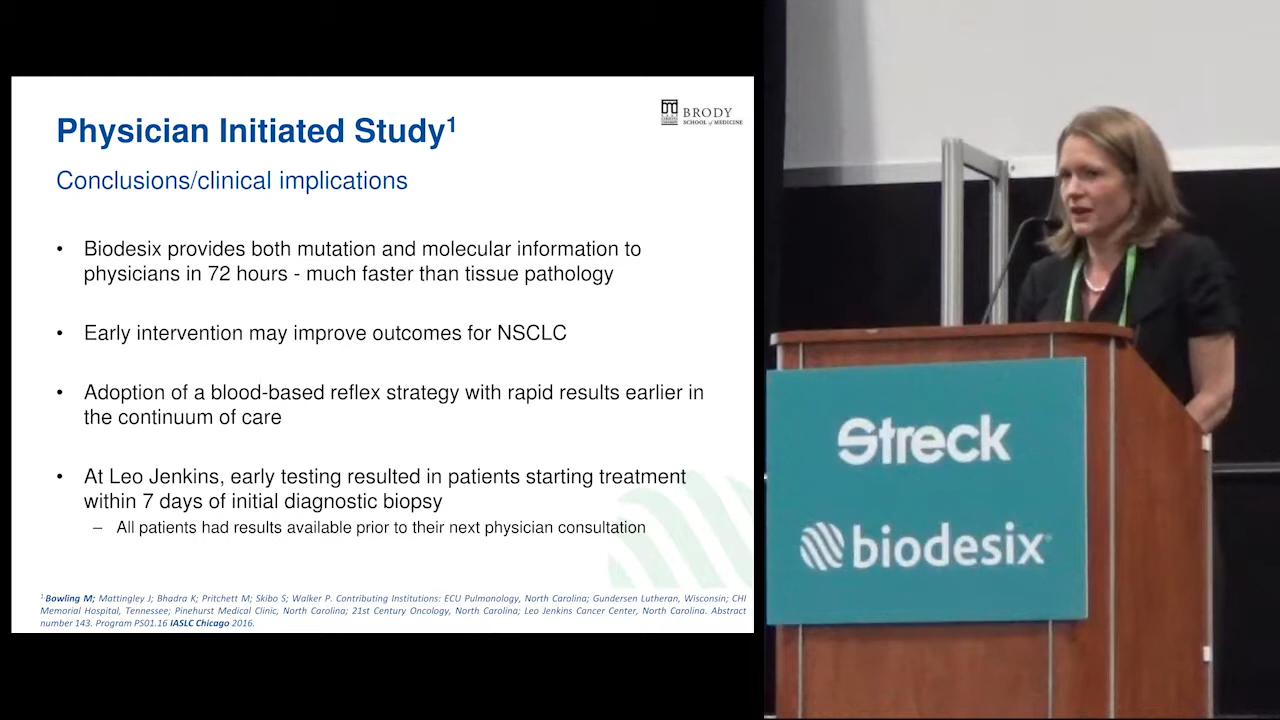 BRODY
SCHOOL of MEDICINE
Physician Initiated Study1
Conclusions/clinical implications
• Biodesix provides both mutation and molecular information to
physicians in 72 hours - much faster than tissue pathology
• Early intervention may improve outcomes for NSCLC
• Adoption of a blood-based reflex strategy with rapid results earlier in
the continuum of care
• At Leo Jenkins, early testing resulted in patients starting treatment
within 7 days of initial diagnostic biopsy
– All patients had results available prior to their next physician consultation
1.Bowling M; Mattingley J; Bhadra K; Pritchett M; Skibo S; Walker P. Contributing Institutions: ECU Pulmonology, North Carolina; Gundersen Lutheran, Wisconsin; CHI
Memorial Hospital, Tennessee; Pinehurst Medical Clinic, North Carolina; 21st Century Oncology, North Carolina; Leo Jenkins Cancer Center, North Carolina. Abstract
number 143. Program PS01.16 IASLC Chicago 2016.
Streck
biodesix